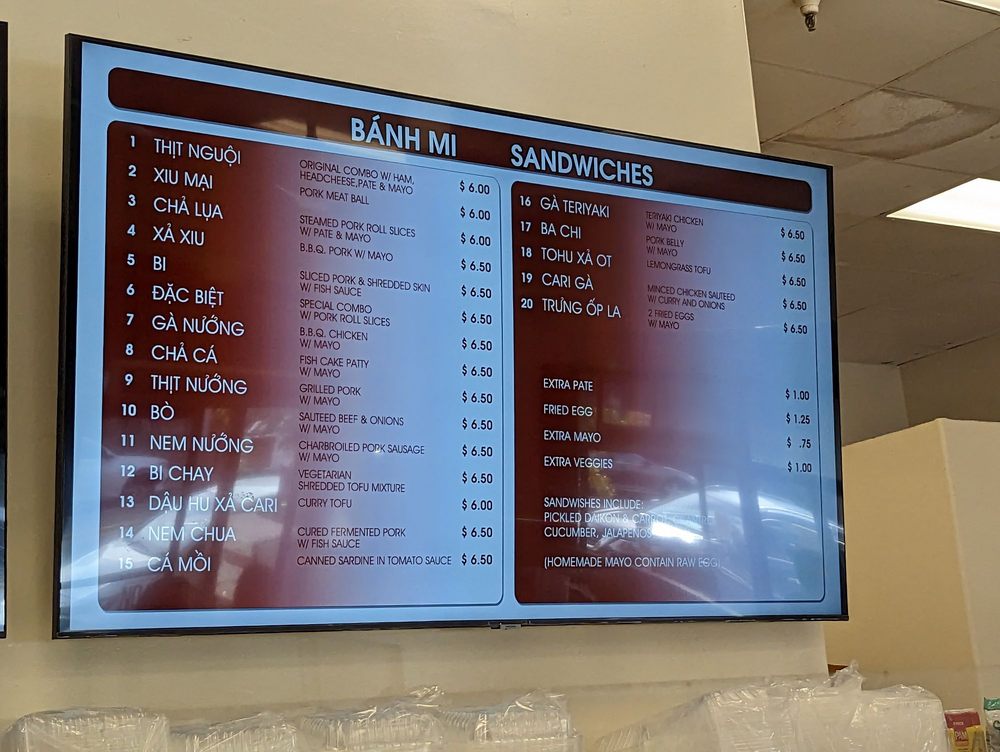 BÁNH MI SANDWICHES
1 THỊT NGUỘI ORIGINAL COMBO W/ HAM, $ 6.00
HEADCHEESE,PATE & MAYO
2 XIU MẠI PORK MEAT BALL $ 6.00
3 CHẢ LỤA STEAMED PORK ROLL SLICES $ 6.00
W/ PATE & MAYO
4 XẢ XIU B.B.Q. PORK W/ MAYO $ 6.50
5 BI SLICED PORK & SHREDDED SKIN $ 6.50
W/ FISH SAUCE
6 ĐẶC BIỆT SPECIAL COMBO $ 6.50
W/ PORK ROLL SLICES
7 GÀ NƯỚNG B.B.Q. CHICKEN $ 6.50
W/ MAYO
8 CHẢ CÁ FISH CAKE PATTY $ 6.50
W/ MAYO
9 THỊT NƯỚNG GRILLED PORK $ 6.50
W/ MAYO
10 BÒ SAUTEED BEEF & ONIONS $ 6.50
W/ MAYO
11 NEM NƯỚNG CHARBROILED PORK SAUSAGE $ 6.50
W/ MAYO
12 BI CHAY VEGETARIAN $ 6.50
SHREDDED TOFU MIXTURE
13 DẬU HU XẢ CARI CURRY TOFU $ 6.00
14 NEM CHUA CURED FERMENTED PORK $ 6.50
W/ FISH SAUCE
15 CÁ MỒI CANNED SARDINE IN TOMATO SAUCE $ 6.50
16 GÀ TERIYAKI TERIYAKI CHICKEN $ 6.50
W/ MAYO
17 BA CHI PORK BELLY $ 6.50
W/ MAYO
18 TOHU XẢ OT LEMONGRASS TOFU $ 6.50
19 CARI GÀ MINCED CHICKEN SAUTEED $ 6.50
W/ CURRY AND ONIONS
20 TRƯNG ỐP LA 2 FRIED EGGS $ 6.50
W/ MAYO
EXTRA PATE $ 1.00
FRIED EGG $ 1.25
EXTRA MAYO $ .75
EXTRA VEGGIES $ 1.00
SANDWISHES INCLUDE:
PICKLED DAIKON &
CUCUMBER, JALAPENOS
(HOMEMADE MAYO CONTAIN RAW EGG)